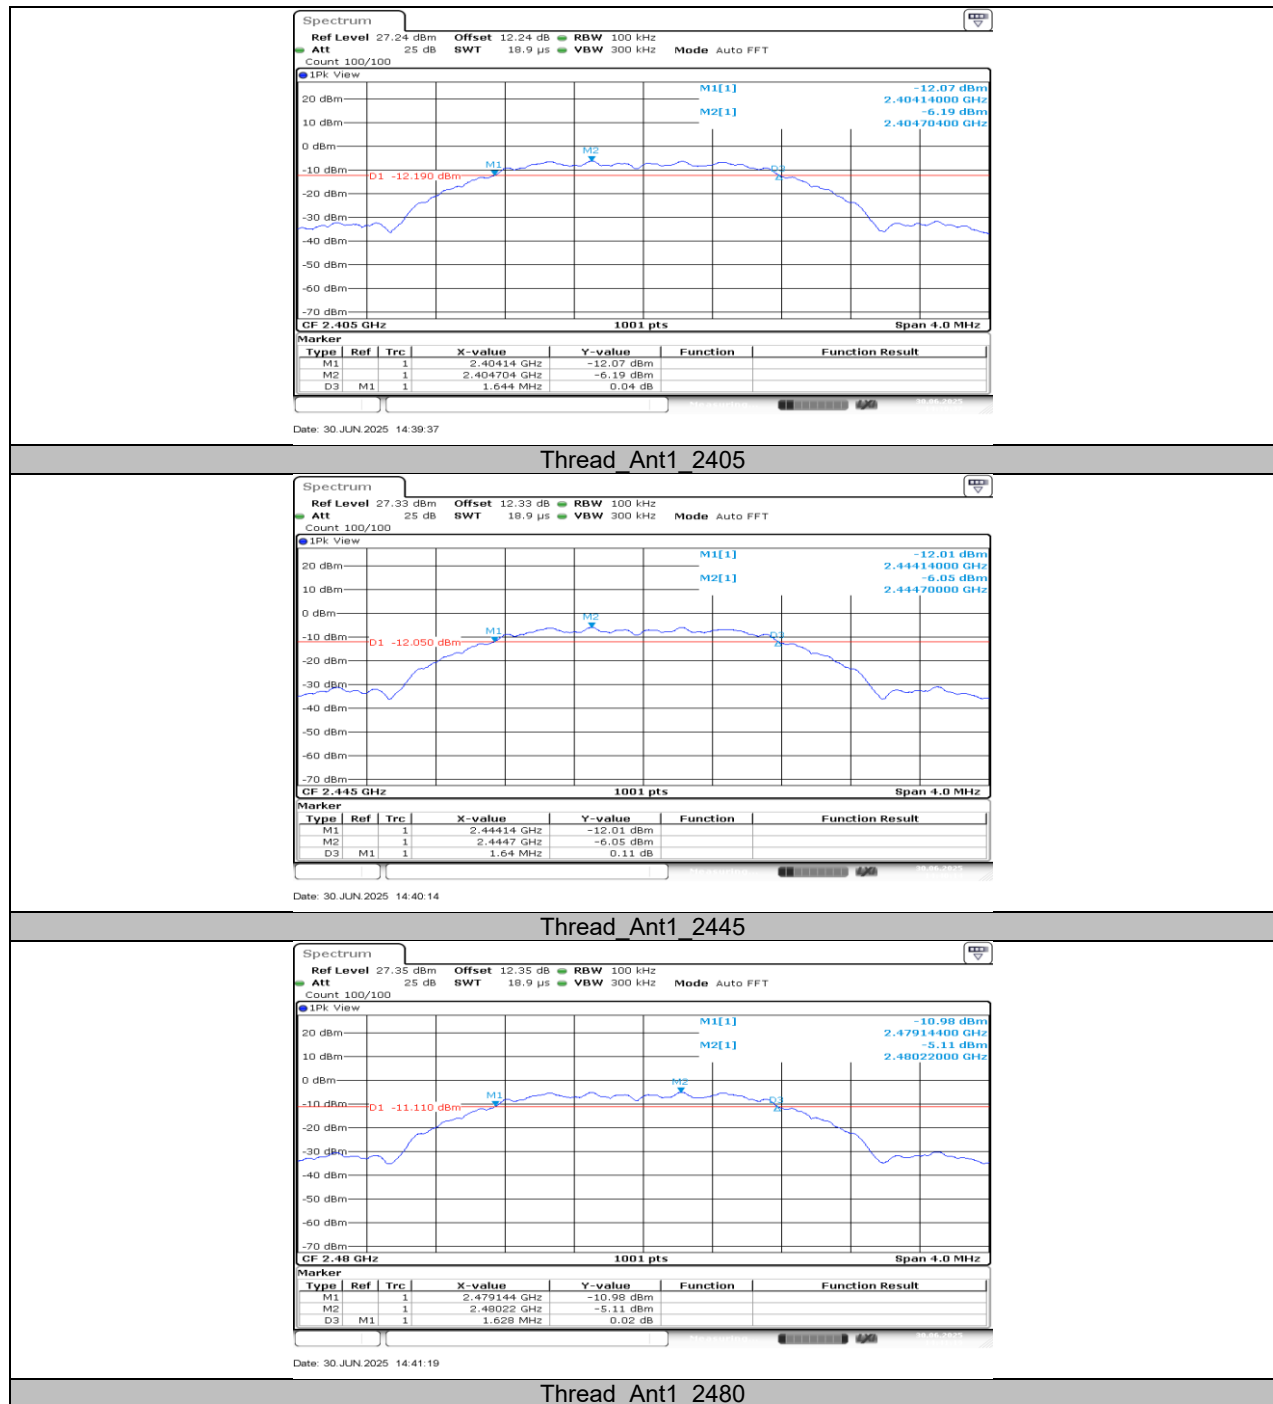 Spectrum
Ref Level 27.24 dBm Offset 12.24 dB RBW 100 kHz
Att 25 dB SWT 18.9 µs VBW 300 kHz Mode Auto FFT
Count 100/100
1Pk View
M1[1] -12.07 dBm
20 dBm 2.40414000 GHz
M2[1] -6.19 dBm
10 dBm 2.40470400 GHz
0 dBm
M2
M1
-10 dBm
D1 -12.190 dBm
-20 dBm
-30 dBm
-40 dBm
-50 dBm
-60 dBm
-70 dBm
CF 2.405 GHz 1001 pts Span 4.0 MHz
Marker
Type Ref Trc X-value Y-value Function Function Result
M1 1 2.40414 GHz -12.07 dBm
M2 1 2.404704 GHz -6.19 dBm
D3 M1 1 1.644 MHz 0.04 dB
Date: 30.JUN.2025 14:39:37
Thread_Ant1_2405
Spectrum
Ref Level 27.33 dBm Offset 12.33 dB RBW 100 kHz
Att 25 dB SWT 18.9 µs VBW 300 kHz Mode Auto FFT
Count 100/100
1Pk View
M1[1] -12.01 dBm
20 dBm 2.44414000 GHz
M2[1] -6.05 dBm
10 dBm 2.44470000 GHz
0 dBm
M2
M1
-10 dBm
D1 -12.050 dBm
-20 dBm
-30 dBm
-40 dBm
-50 dBm
-60 dBm
-70 dBm
CF 2.445 GHz 1001 pts Span 4.0 MHz
Marker
Type Ref Trc X-value Y-value Function Function Result
M1 1 2.44414 GHz -12.01 dBm
M2 1 2.4447 GHz -6.05 dBm
D3 M1 1 1.64 MHz 0.11 dB
Date: 30.JUN.2025 14:40:14
Thread_Ant1_2445
Spectrum
Ref Level 27.35 dBm Offset 12.35 dB RBW 100 kHz
Att 25 dB SWT 18.9 µs VBW 300 kHz Mode Auto FFT
Count 100/100
1Pk View
M1[1] -10.98 dBm
20 dBm 2.47914400 GHz
M2[1] -5.11 dBm
10 dBm 2.48022000 GHz
0 dBm
M2
M1
D3
-10 dBm
D1 -11.110 dBm
-20 dBm
-30 dBm
-40 dBm
-50 dBm
-60 dBm
-70 dBm
CF 2.48 GHz 1001 pts Span 4.0 MHz
Marker
Type Ref Trc X-value Y-value Function Function Result
M1 1 2.479144 GHz -10.98 dBm
M2 1 2.48022 GHz -5.11 dBm
D3 M1 1 1.628 MHz 0.02 dB
Date: 30.JUN.2025 14:41:19
Thread_Ant1_2480